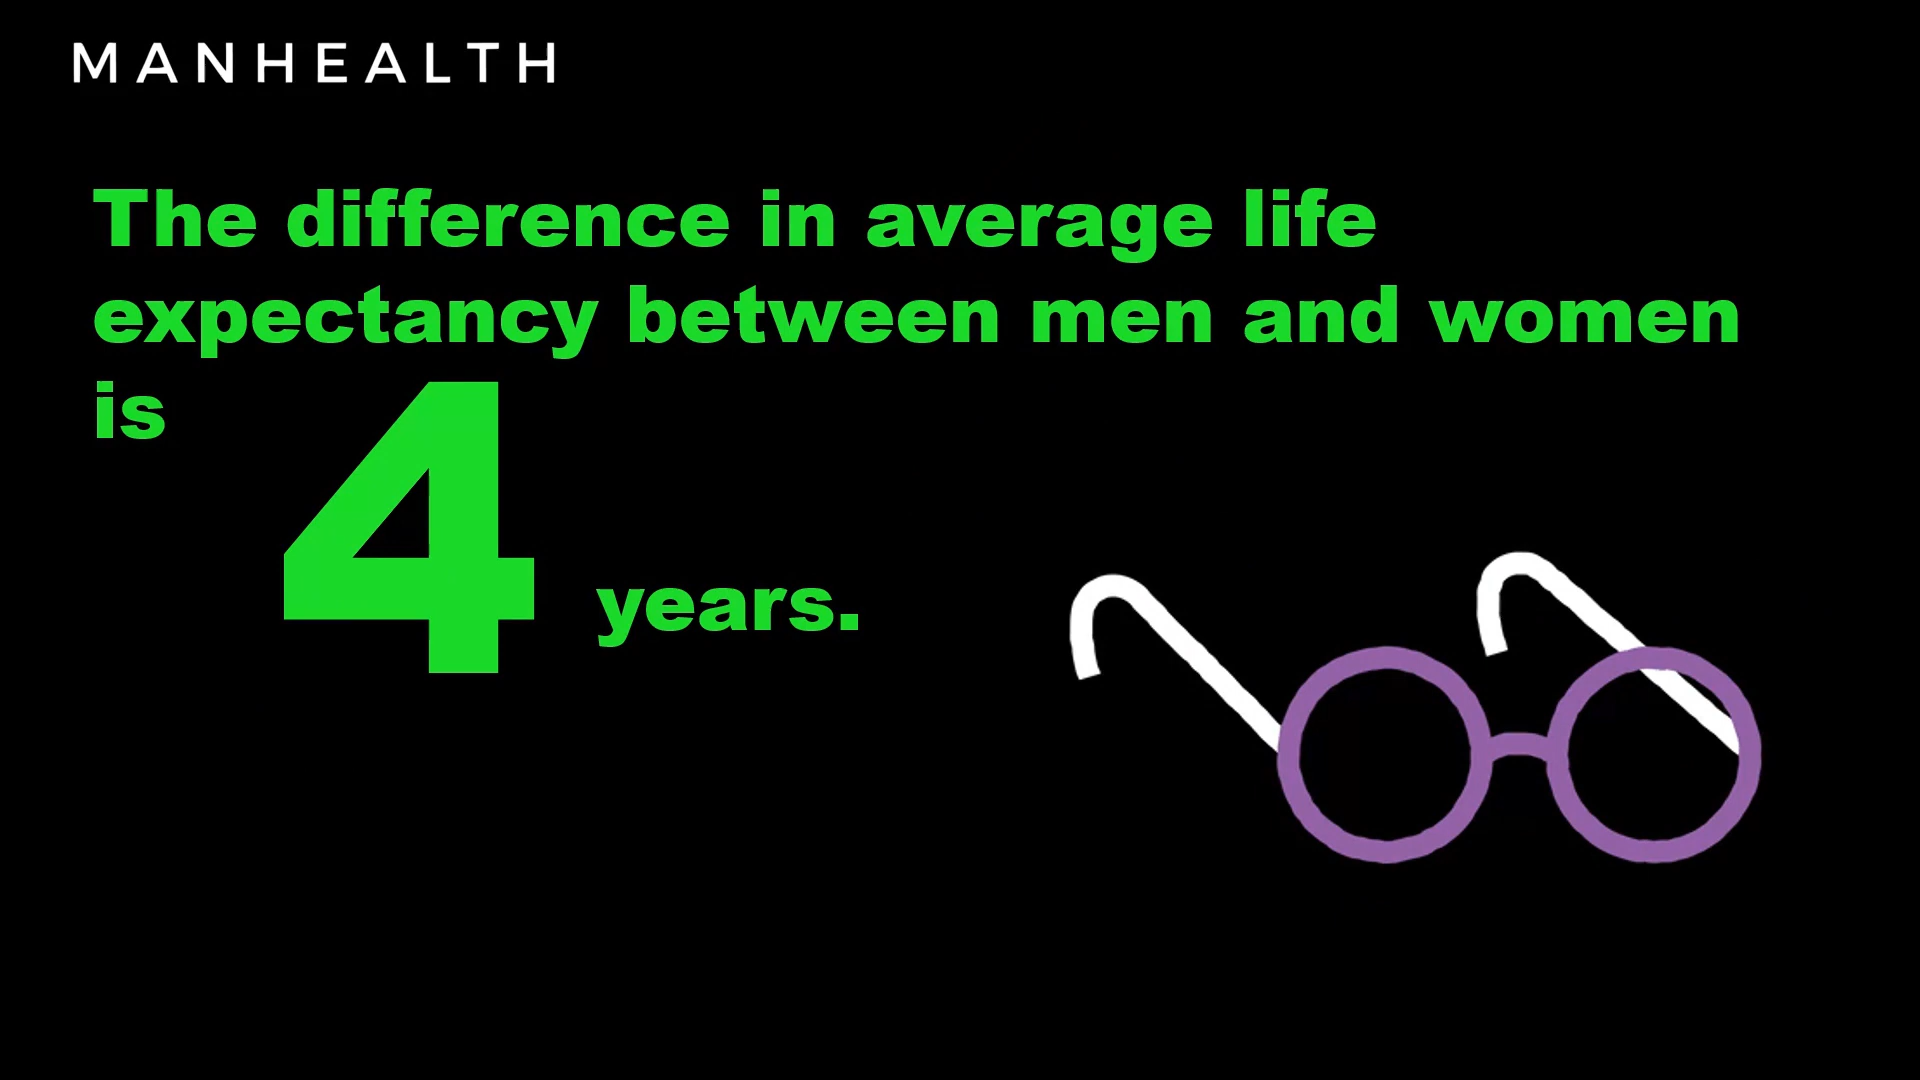 MANHEALTH
The difference in average life
expectancy between men and women
is 4 years.